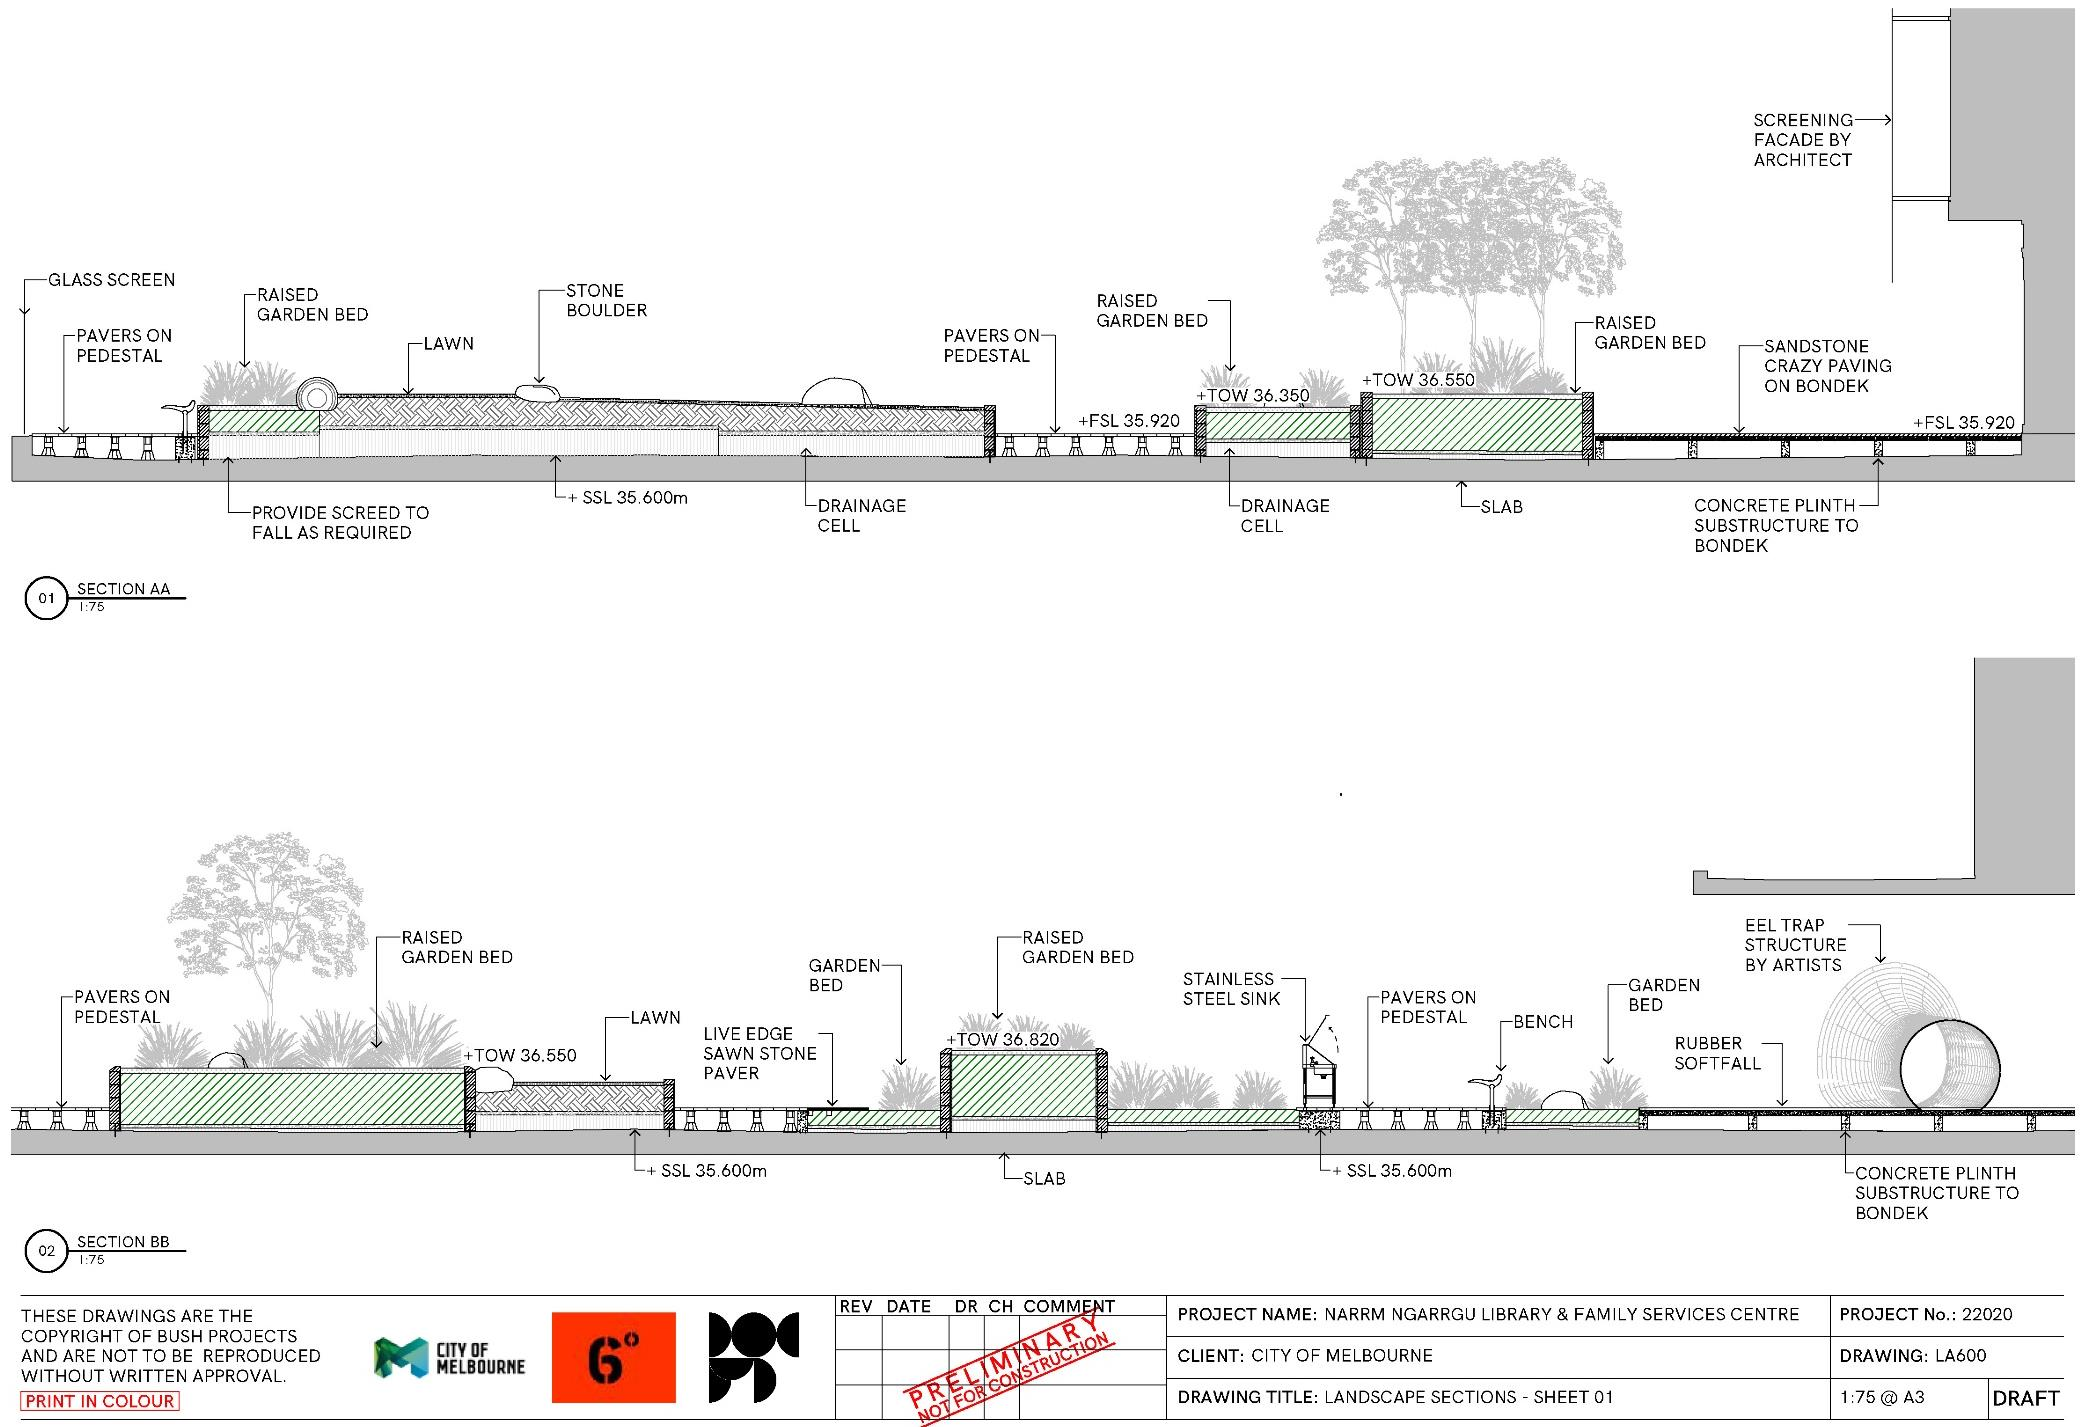 SCREENING
FACADE BY
ARCHITECT
GLASS SCREEN
RAISED
GARDEN BED
STONE
BOULDER
RAISED
GARDEN BED
PAVERS ON
PEDESTAL
LAWN
PAVERS ON
PEDESTAL
RAISED
GARDEN BED
SANDSTONE
CRAZY PAVING
ON BONDEK
+TOW 36.350
+TOW 36.550
+FSL 35.920
+FSL 35.920
PROVIDE SCREED TO
FALL AS REQUIRED
+ SSL 35.600m
DRAINAGE
CELL
DRAINAGE
CELL
SLAB
CONCRETE PLINTH
SUBSTRUCTURE TO
BONDEK
01
SECTION AA
1:75
PAVERS ON
PEDESTAL
RAISED
GARDEN BED
+TOW 36.550
LAWN
LIVE EDGE
SAWN STONE
PAVER
GARDEN
BED
RAISED
GARDEN BED
+TOW 36.820
STAINLESS
STEEL SINK
PAVERS ON
PEDESTAL
BENCH
GARDEN
BED
RUBBER
SOFTFALL
EEL TRAP
STRUCTURE
BY ARTISTS
+ SSL 35.600m
SLAB
+ SSL 35.600m
CONCRETE PLINTH
SUBSTRUCTURE TO
BONDEK
02
SECTION BB
1:75
THESE DRAWINGS ARE THE
COPYRIGHT OF BUSH PROJECTS
AND ARE NOT TO BE REPRODUCED
WITHOUT WRITTEN APPROVAL.
PRINT IN COLOUR
CITY OF
MELBOURNE
6°
REV DATE DR CH COMMENT
PRELIMINARY
NOT FOR CONSTRUCTION
PROJECT NAME: NARRM NGARRGU LIBRARY & FAMILY SERVICES CENTRE
PROJECT No.: 22020
CLIENT: CITY OF MELBOURNE
DRAWING: LA600
DRAWING TITLE: LANDSCAPE SECTIONS - SHEET 01
1:75 @ A3
DRAFT